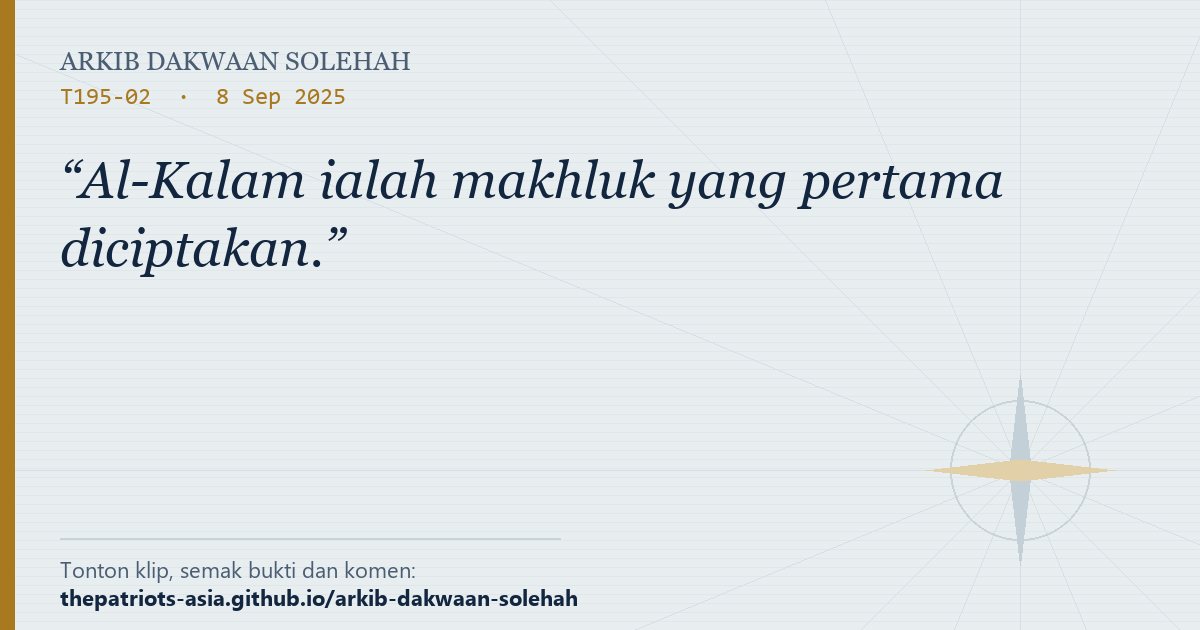 ARKIB DAKWAAN SOLEHAH
T195-02 · 8 Sep 2025
“Al-Kalam ialah makhluk yang pertama
diciptakan.”
Tonton klip, semak bukti dan komen:
thepatriots-asia.github.io/arkib-dakwaan-solehah